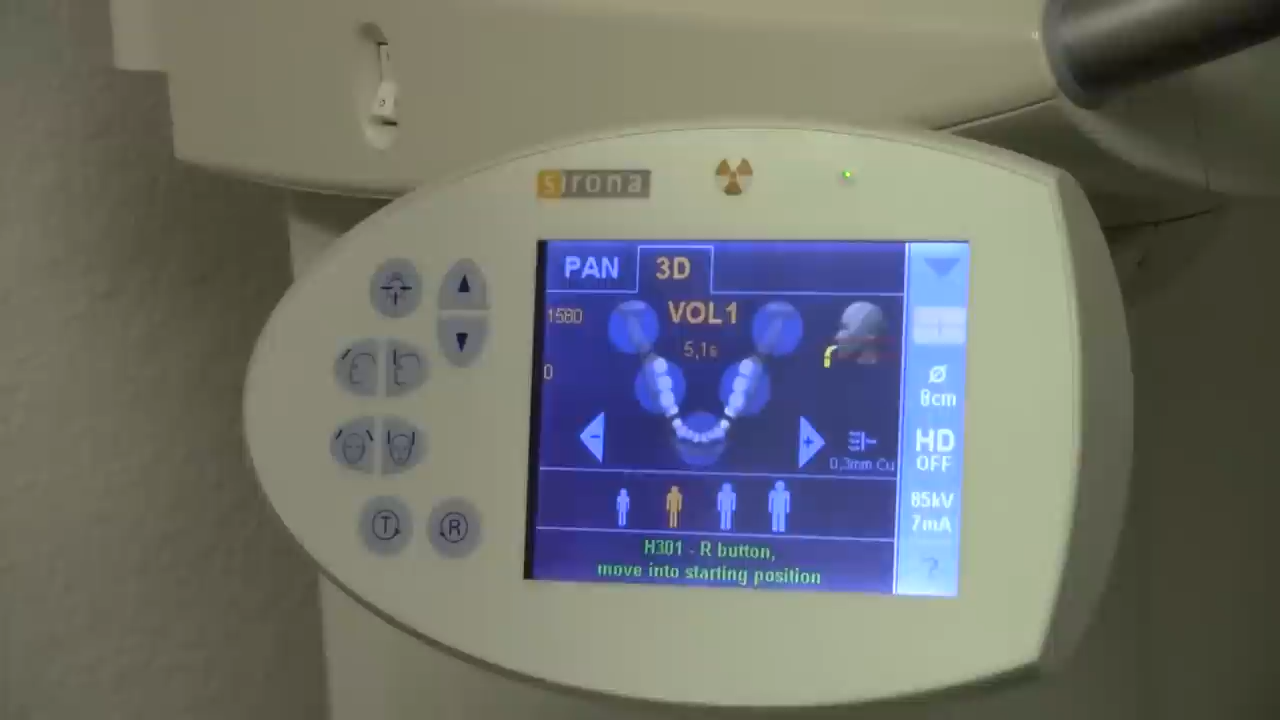 sirona
PAN
3D
1580
VOL1
5,1s
0
Ø
8cm
HD
OFF
-
+
0,3mm Cu
85kV
7mA
H301 - R button,
move into starting position
?
T
R